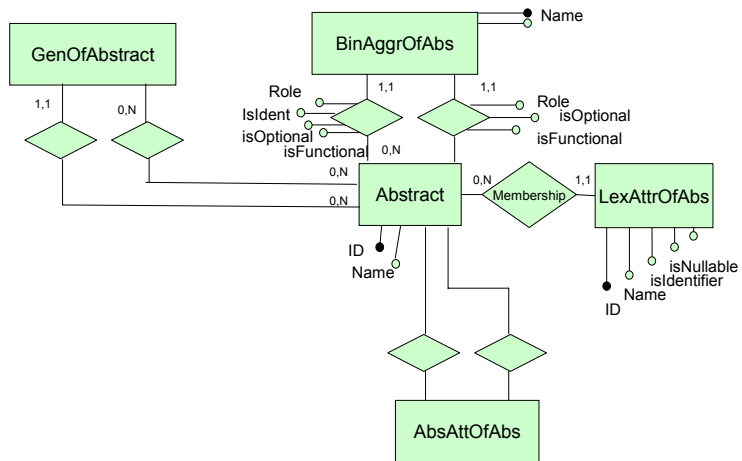 Name
GenOfAbstract
BinAggrOfAbs
1,1
0,N
1,1
1,1
Role
IsIdent
isOptional
isFunctional
Role
isOptional
isFunctional
0,N
0,N
0,N
Abstract
0,N
Membership
1,1
LexAttrOfAbs
ID
Name
isNullable
isIdentifier
Name
ID
AbsAttOfAbs